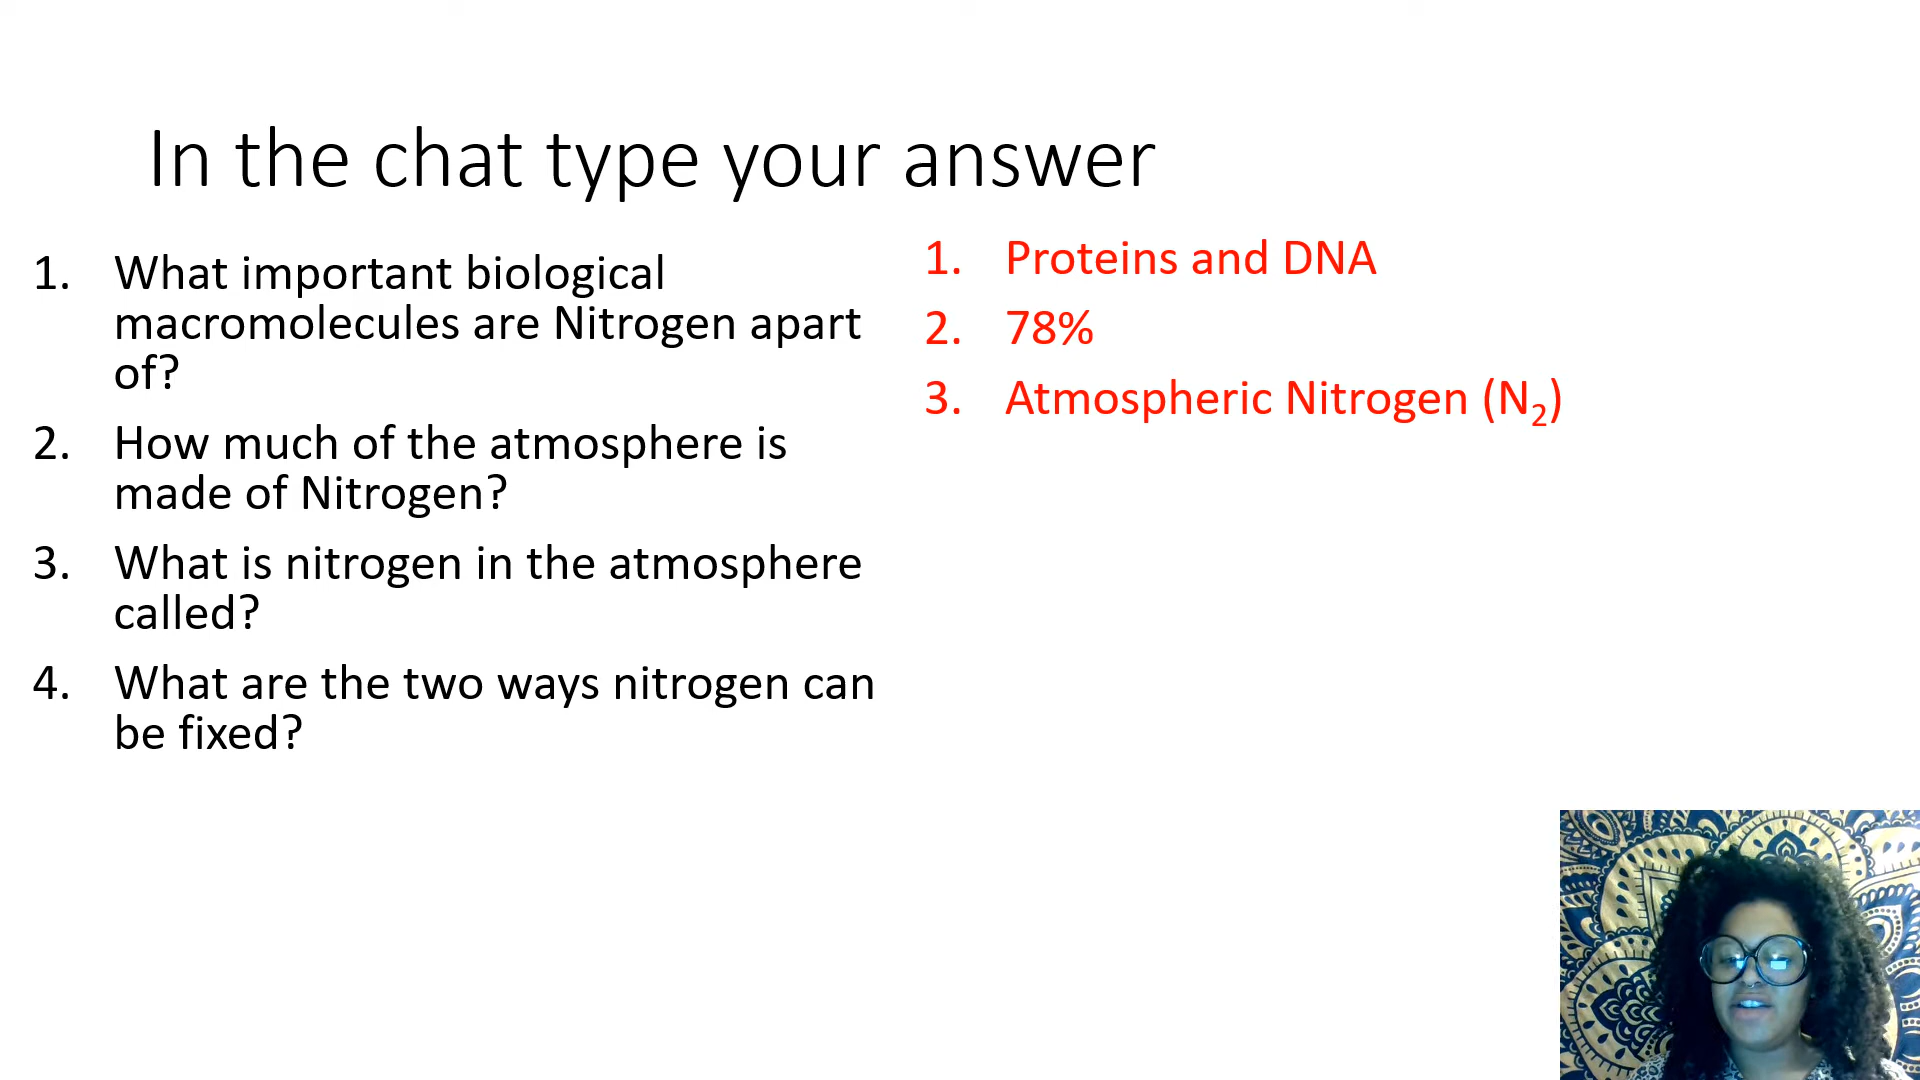 In the chat type your answer
1. What important biological
macromolecules are Nitrogen apart
of?
2. How much of the atmosphere is
made of Nitrogen?
3. What is nitrogen in the atmosphere
called?
4. What are the two ways nitrogen can
be fixed?
1. Proteins and DNA
2. 78%
3. Atmospheric Nitrogen (N₂)